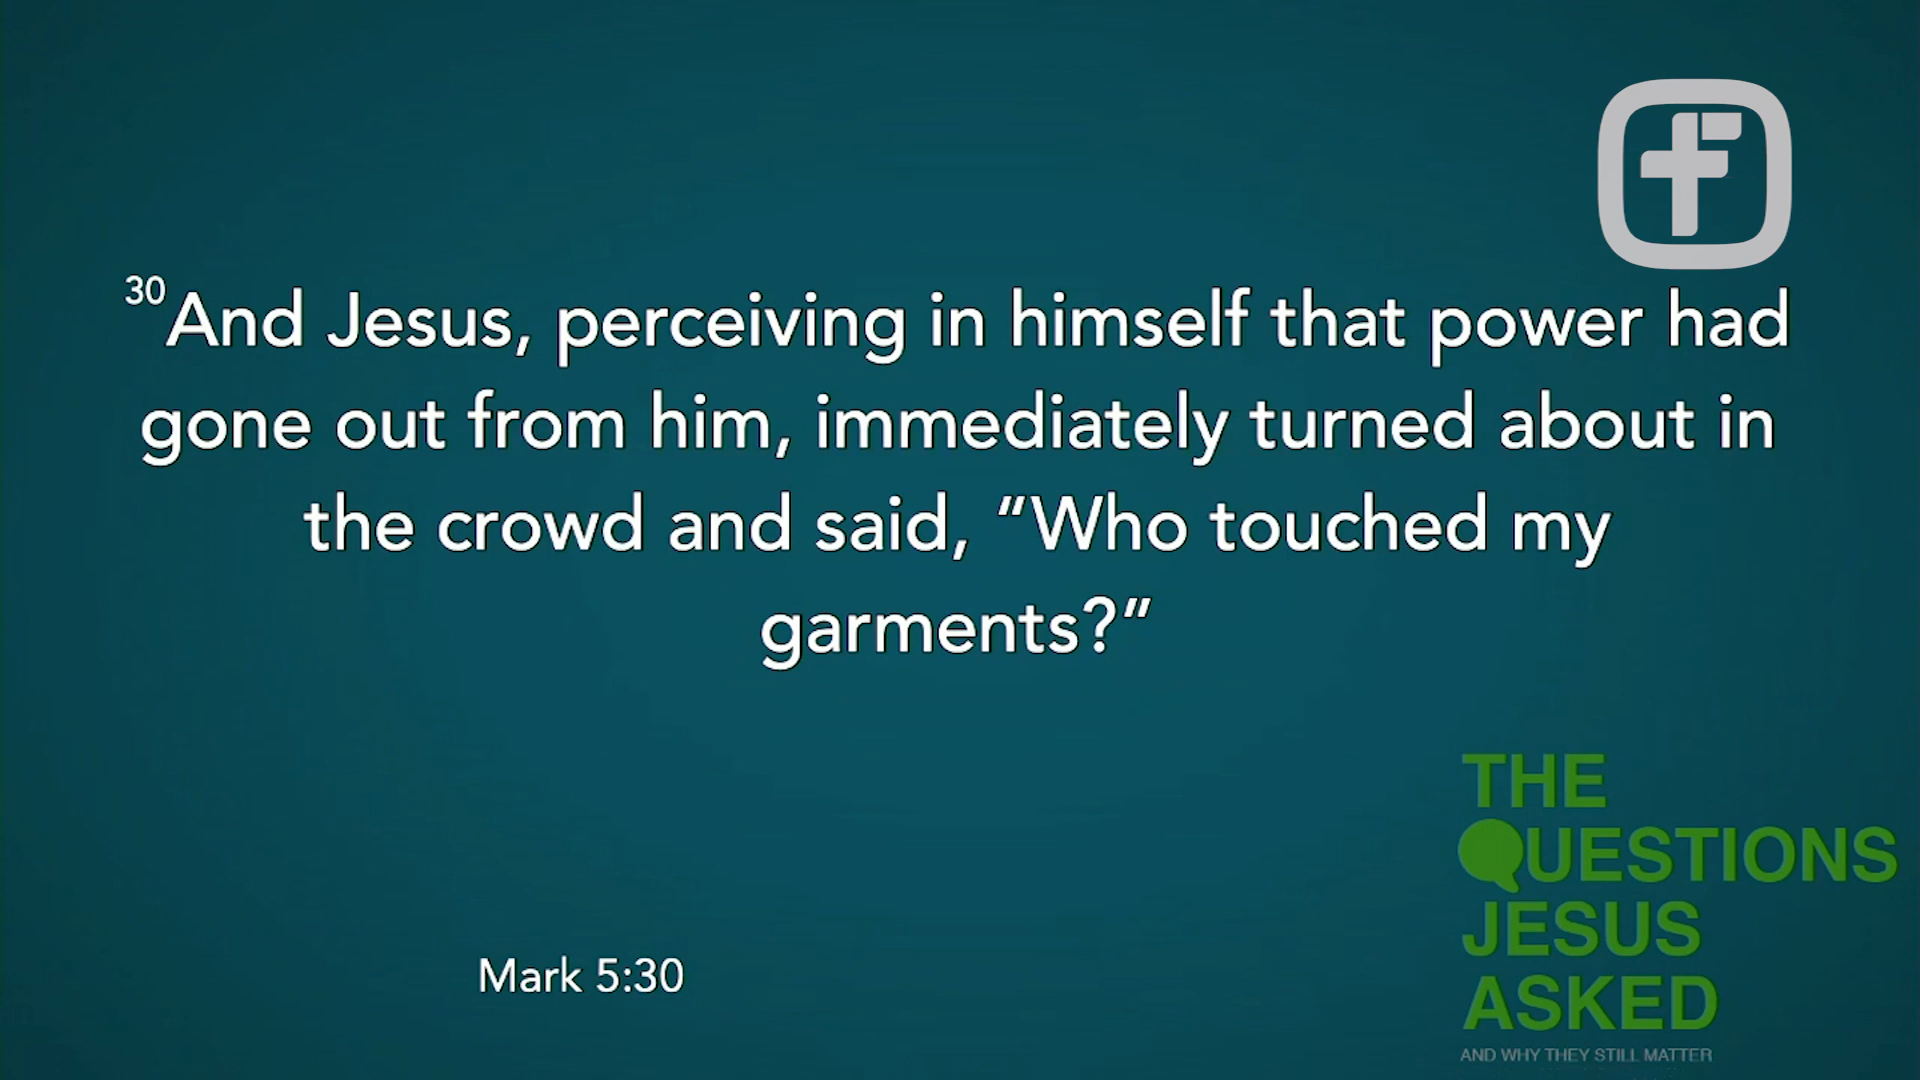 30And Jesus, perceiving in himself that power had
gone out from him, immediately turned about in
the crowd and said, “Who touched my
garments?”
Mark 5:30
THE
QUESTIONS
JESUS
ASKED
AND WHY THEY STILL MATTER